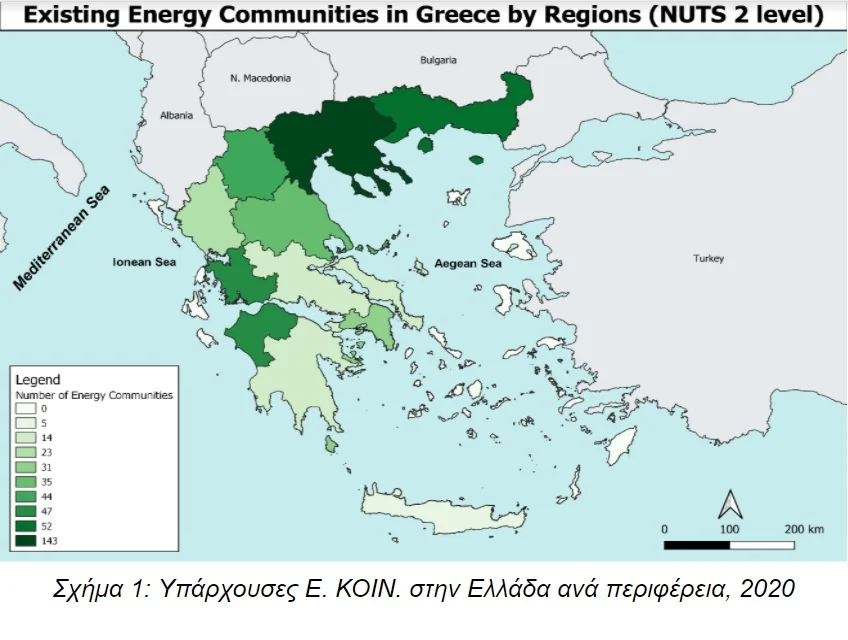 Existing Energy Communities in Greece by Regions (NUTS 2 level)
Bulgaria
N. Macedonia
Albania
Mediterranean Sea
Ionean Sea
Aegean Sea
Turkey
Legend
Number of Energy Communities
0
5
14
23
31
35
44
47
52
143
0 100 200 km
Σχήμα 1: Υπάρχουσες Ε. ΚΟΙΝ. στην Ελλάδα ανά περιφέρεια, 2020